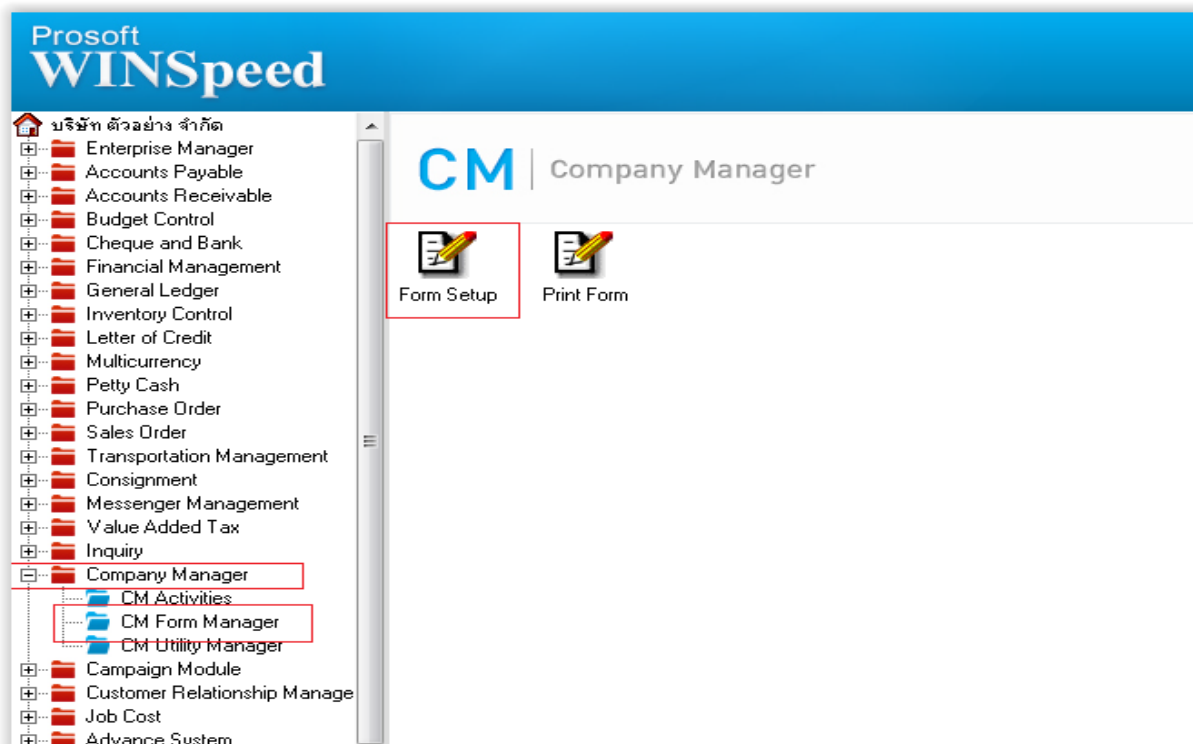 Prosoft
WINSpeed
บริษัท ตัวอย่าง จำกัด
Enterprise Manager
Accounts Payable
Accounts Receivable
Budget Control
Cheque and Bank
Financial Management
General Ledger
Inventory Control
Letter of Credit
Multicurrency
Petty Cash
Purchase Order
Sales Order
Transportation Management
Consignment
Messenger Management
Value Added Tax
Inquiry
Company Manager
CM Activities
CM Form Manager
CM Utility Manager
Campaign Module
Customer Relationship Manage
Job Cost
Advance System
CM | Company Manager
Form Setup
Print Form